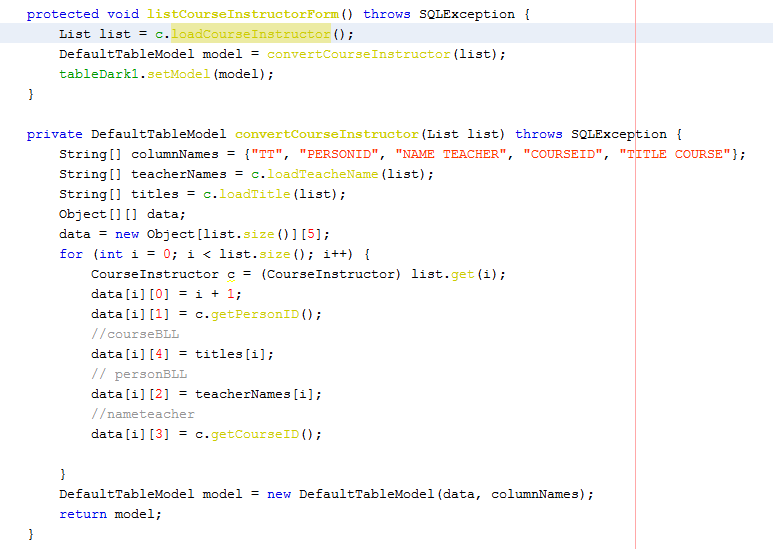 protected void listCourseInstructorForm() throws SQLException {
List list = c.loadCourseInstructor();
DefaultTableModel model = convertCourseInstructor(list);
tableDark1.setModel(model);
}
private DefaultTableModel convertCourseInstructor(List list) throws SQLException {
String[] columnNames = {"TT", "PERSONID", "NAME TEACHER", "COURSEID", "TITLE COURSE"};
String[] teacherNames = c.loadTeacheName(list);
String[] titles = c.loadTitle(list);
Object[][] data;
data = new Object[list.size()][5];
for (int i = 0; i < list.size(); i++) {
CourseInstructor c = (CourseInstructor) list.get(i);
data[i][0] = i + 1;
data[i][1] = c.getPersonID();
//courseBLL
data[i][4] = titles[i];
// personBLL
data[i][2] = teacherNames[i];
//nameteacher
data[i][3] = c.getCourseID();
}
DefaultTableModel model = new DefaultTableModel(data, columnNames);
return model;
}